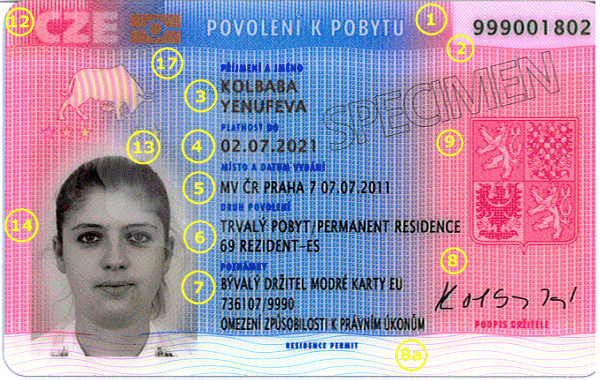 12 CZE POVOLENÍ K POBYTU 1 999001802
2
17 PŘÍJMENÍ A JMÉNO
3 KOLBABA
YENUFEVA
SPECIMEN
PLATNOST DO
4 02.07.2021
13 9
MÍSTO A DATUM VYDÁNÍ
5 MV ČR PRAHA 7 07.07.2011
DRUH POVOLENÍ
14 6 TRVALÝ POBYT/PERMANENT RESIDENCE
69 REZIDENT-ES
POZNÁMKY 8
7 BÝVALÝ DRŽITEL MODRÉ KARTY EU
736107/9990
OMEZENÍ ZPŮSOBILOSTI K PRÁVNÍM ÚKONŮM
PODPIS DRŽITELE
RESIDENCE PERMIT
8a